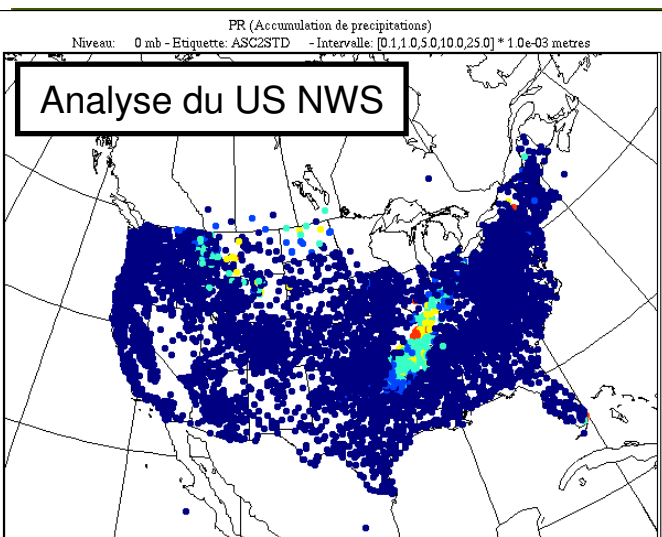 PR (Accumulation de precipitations)
Niveau: 0 mb - Etiquette: ASC2STD - Intervalle: [0.1,1.0,5.0,10.0,25.0] * 1.0e-03 metres
Analyse du US NWS